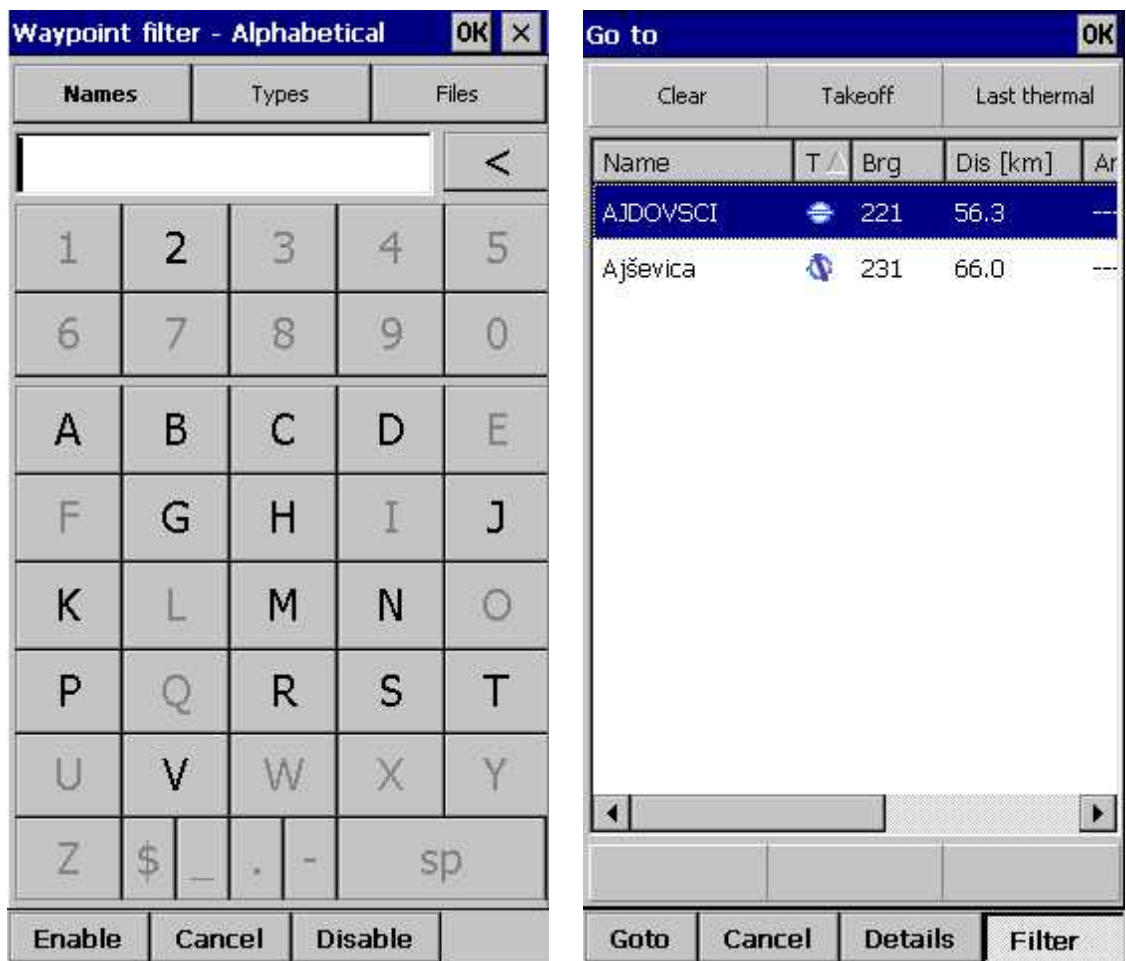 Waypoint filter - Alphabetical OK ×
Names Types Files
<
1 2 3 4 5
6 7 8 9 0
A B C D E
F G H I J
K L M N O
P Q R S T
U V W X Y
Z $ _ . - sp
Enable Cancel Disable
Go to OK
Clear Takeoff Last thermal
Name T Brg Dis [km] Ar
AJDOVSCI 221 56.3 ---
Ajševica 231 66.0 ---
Goto Cancel Details Filter